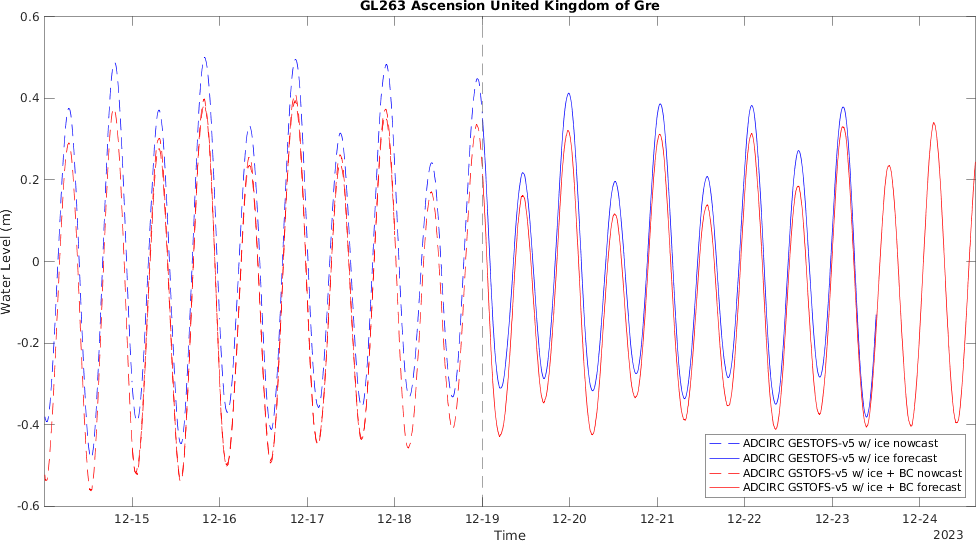 GL263 Ascension United Kingdom of Gre
0.6
0.4
0.2
0
-0.2
-0.4
-0.6
Water Level (m)
12-15 12-16 12-17 12-18 12-19 12-20 12-21 12-22 12-23 12-24
Time
2023
ADCIRC GESTOFS-v5 w/ ice nowcast
ADCIRC GESTOFS-v5 w/ ice forecast
ADCIRC GSTOFS-v5 w/ ice + BC nowcast
ADCIRC GSTOFS-v5 w/ ice + BC forecast